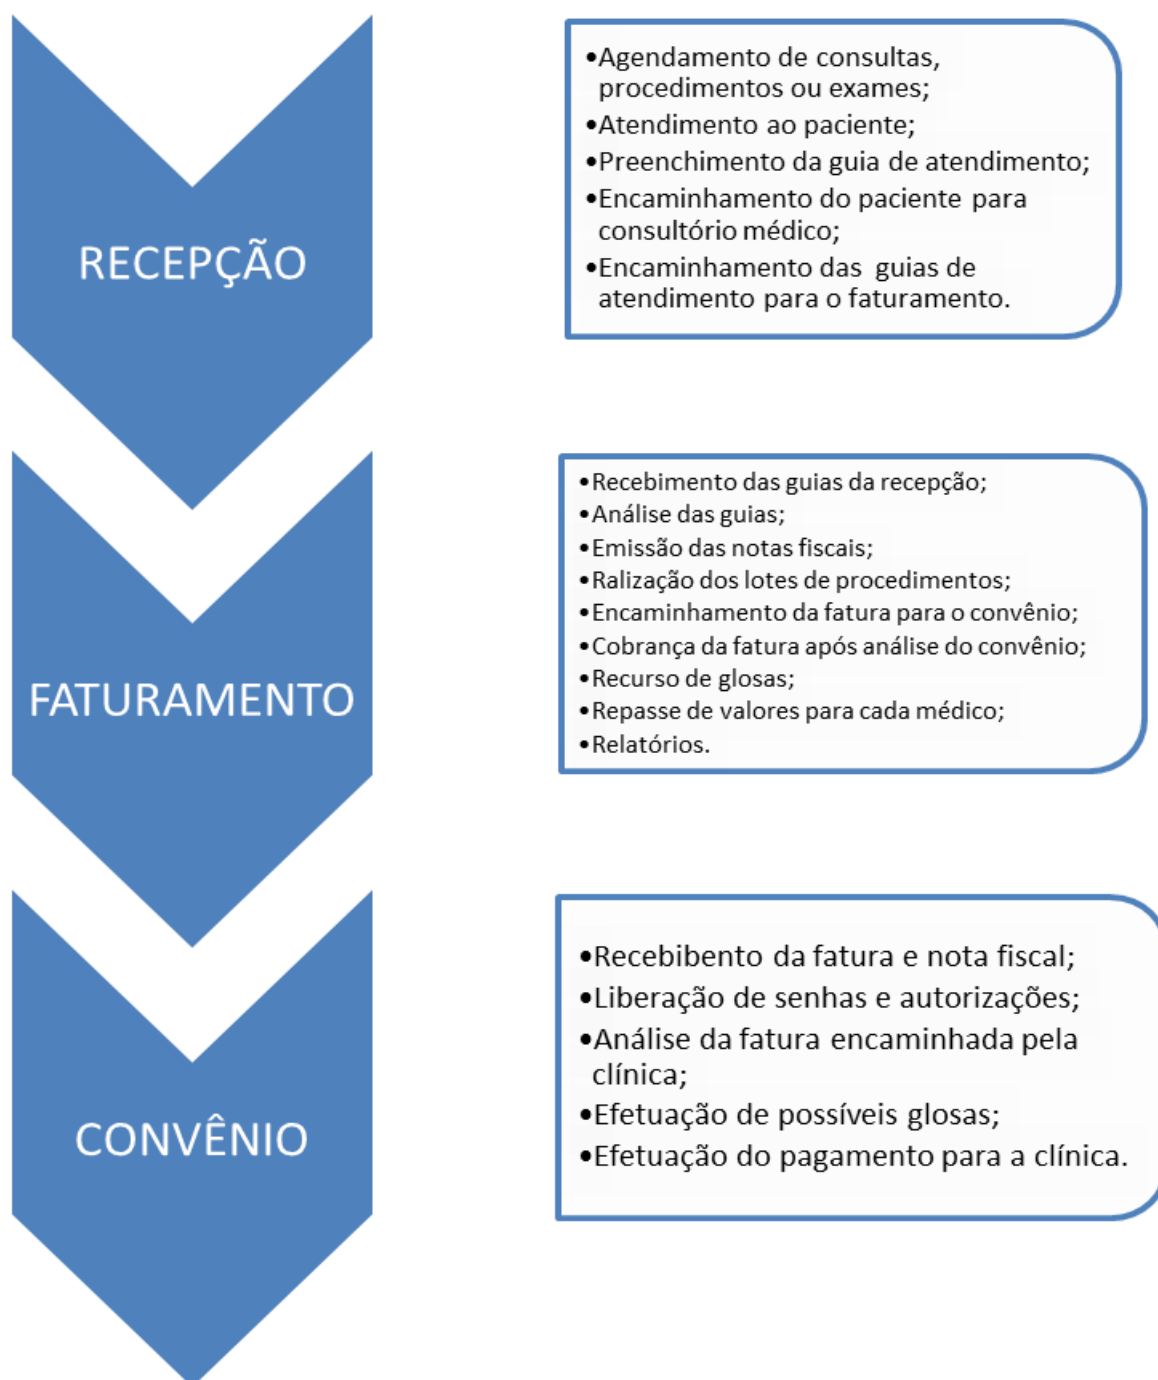 RECEPÇÃO
•Agendamento de consultas,
procedimentos ou exames;
•Atendimento ao paciente;
•Preenchimento da guia de atendimento;
•Encaminhamento do paciente para
consultório médico;
•Encaminhamento das guias de
atendimento para o faturamento.
FATURAMENTO
•Recebimento das guias da recepção;
•Análise das guias;
•Emissão das notas fiscais;
•Ralização dos lotes de procedimentos;
•Encaminhamento da fatura para o convênio;
•Cobrança da fatura após análise do convênio;
•Recurso de glosas;
•Repasse de valores para cada médico;
•Relatórios.
CONVÊNIO
•Recebibento da fatura e nota fiscal;
•Liberação de senhas e autorizações;
•Análise da fatura encaminhada pela
clínica;
•Efetuação de possíveis glosas;
•Efetuação do pagamento para a clínica.